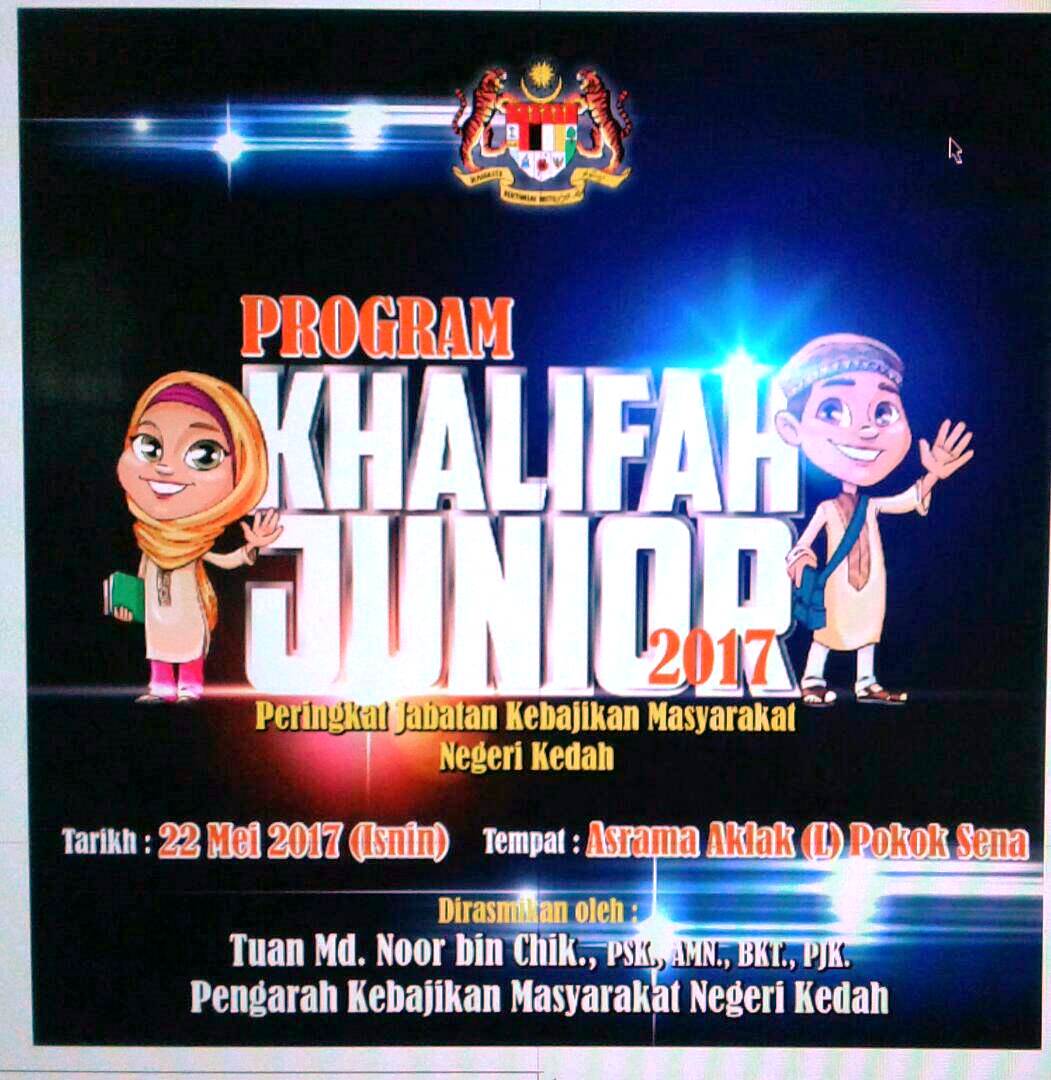 PROGRAM
KHALIFAH
JUNIOR
2017
Peringkat Jabatan Kebajikan Masyarakat
Negeri Kedah
Tarikh : 22 Mei 2017 (Isnin) Tempat : Asrama Aklak (L) Pokok Sena
Dirasmikan oleh :
Tuan Md. Noor bin Chik., PSK., AMN., BKT., PJK.
Pengarah Kebajikan Masyarakat Negeri Kedah